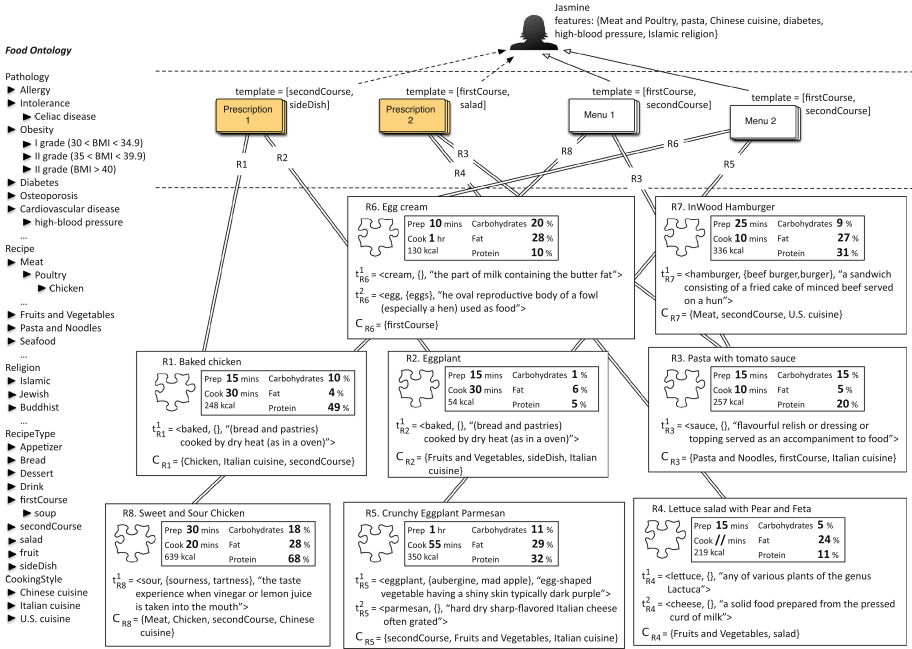 Jasmine
features: {Meat and Poultry, pasta, Chinese cuisine, diabetes,
high-blood pressure, Islamic religion}
Food Ontology
Pathology
Allergy
Intolerance
Celiac disease
Obesity
I grade (30 < BMI < 34.9)
II grade (35 < BMI < 39.9)
II grade (BMI > 40)
Diabetes
Osteoporosis
Cardiovascular disease
high-blood pressure
...
Recipe
Meat
Poultry
Chicken
...
Fruits and Vegetables
Pasta and Noodles
Seafood
...
Religion
Islamic
Jewish
Buddhist
...
RecipeType
Appetizer
Bread
Dessert
Drink
firstCourse
soup
secondCourse
salad
fruit
sideDish
CookingStyle
Chinese cuisine
Italian cuisine
U.S. cuisine
template = [secondCourse,
sideDish]
Prescription
1
template = [firstCourse,
salad]
Prescription
2
template = [firstCourse,
secondCourse]
Menu 1
template = [firstCourse,
secondCourse]
Menu 2
R1
R2
R3
R4
R8
R3
R6
R5
R6. Egg cream
Prep 10 mins Carbohydrates 20 %
Cook 1 hr Fat 28 %
130 kcal Protein 10 %
t1R6 = <cream, {}, “the part of milk containing the butter fat”>
t2R6 = <egg, {eggs}, “he oval reproductive body of a fowl
(especially a hen) used as food”>
CR6 = {firstCourse}
R7. InWood Hamburger
Prep 25 mins Carbohydrates 9 %
Cook 10 mins Fat 27 %
336 kcal Protein 31 %
t1R7 = <hamburger, {beef burger,burger}, “a sandwich
consisting of a fried cake of minced beef served
on a hun”>
CR7 = {Meat, secondCourse, U.S. cuisine}
R1. Baked chicken
Prep 15 mins Carbohydrates 10 %
Cook 30 mins Fat 4 %
248 kcal Protein 49 %
t1R1 = <baked, {}, “(bread and pastries)
cooked by dry heat (as in a oven)”>
CR1 = {Chicken, Italian cuisine, secondCourse}
R2. Eggplant
Prep 15 mins Carbohydrates 1 %
Cook 30 mins Fat 6 %
54 kcal Protein 5 %
t1R2 = <baked, {}, “(bread and pastries)
cooked by dry heat (as in a oven)”>
CR2 = {Fruits and Vegetables, sideDish, Italian
cuisine}
R3. Pasta with tomato sauce
Prep 15 mins Carbohydrates 15 %
Cook 10 mins Fat 5 %
257 kcal Protein 20 %
t1R3 = <sauce, {}, “flavourful relish or dressing or
topping served as an accompaniment to food”>
CR3 = {Pasta and Noodles, firstCourse, Italian cuisine}
R8. Sweet and Sour Chicken
Prep 30 mins Carbohydrates 18 %
Cook 20 mins Fat 28 %
639 kcal Protein 68 %
t1R8 = <sour, {sourness, tartness}, “the taste
experience when vinegar or lemon juice
is taken into the mouth”>
CR8 = {Meat, Chicken, secondCourse, Chinese
cuisine}
R5. Crunchy Eggplant Parmesan
Prep 1 hr Carbohydrates 11 %
Cook 55 mins Fat 29 %
350 kcal Protein 32 %
t1R5 = <eggplant, {aubergine, mad apple}, “egg-shaped
vegetable having a shiny skin typically dark purple”>
t2R5 = <parmesan, {}, “hard dry sharp-flavored Italian cheese
often grated”>
CR5 = {secondCourse, Fruits and Vegetables, Italian cuisine}
R4. Lettuce salad with Pear and Feta
Prep 15 mins Carbohydrates 5 %
Cook // mins Fat 24 %
219 kcal Protein 11 %
t1R4 = <lettuce, {}, “any of various plants of the genus
Lactuca”>
t2R4 = <cheese, {}, “a solid food prepared from the pressed
curd of milk”>
CR4 = {Fruits and Vegetables, salad}